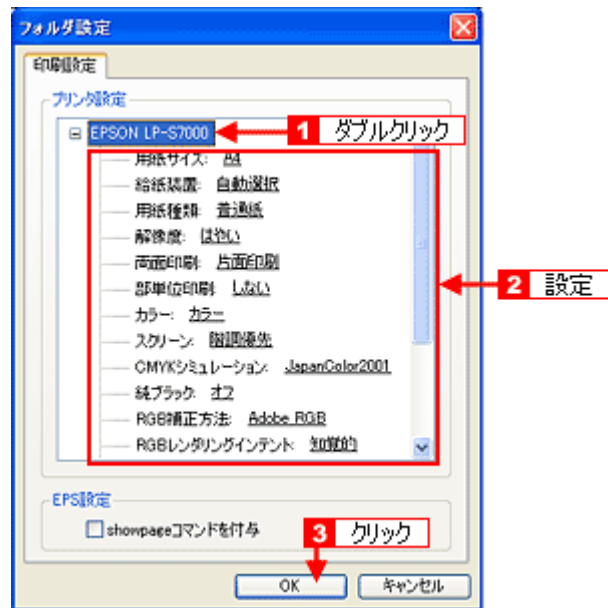 フォルダ設定
印刷設定
プリンタ設定
EPSON LP-S7000
1 ダブルクリック
用紙サイズ: A4
給紙装置: 自動選択
用紙種類: 普通紙
解像度: はやい
両面印刷: 片面印刷
2 設定
部単位印刷: しない
カラー: カラー
スクリーン: 階調優先
CMYKシミュレーション: JapanColor2001
純ブラック: オフ
RGB補正方法: Adobe RGB
RGBレンダリングインテント: 知覚的
EPS設定
showpageコマンドを付与
3 クリック
OK キャンセル